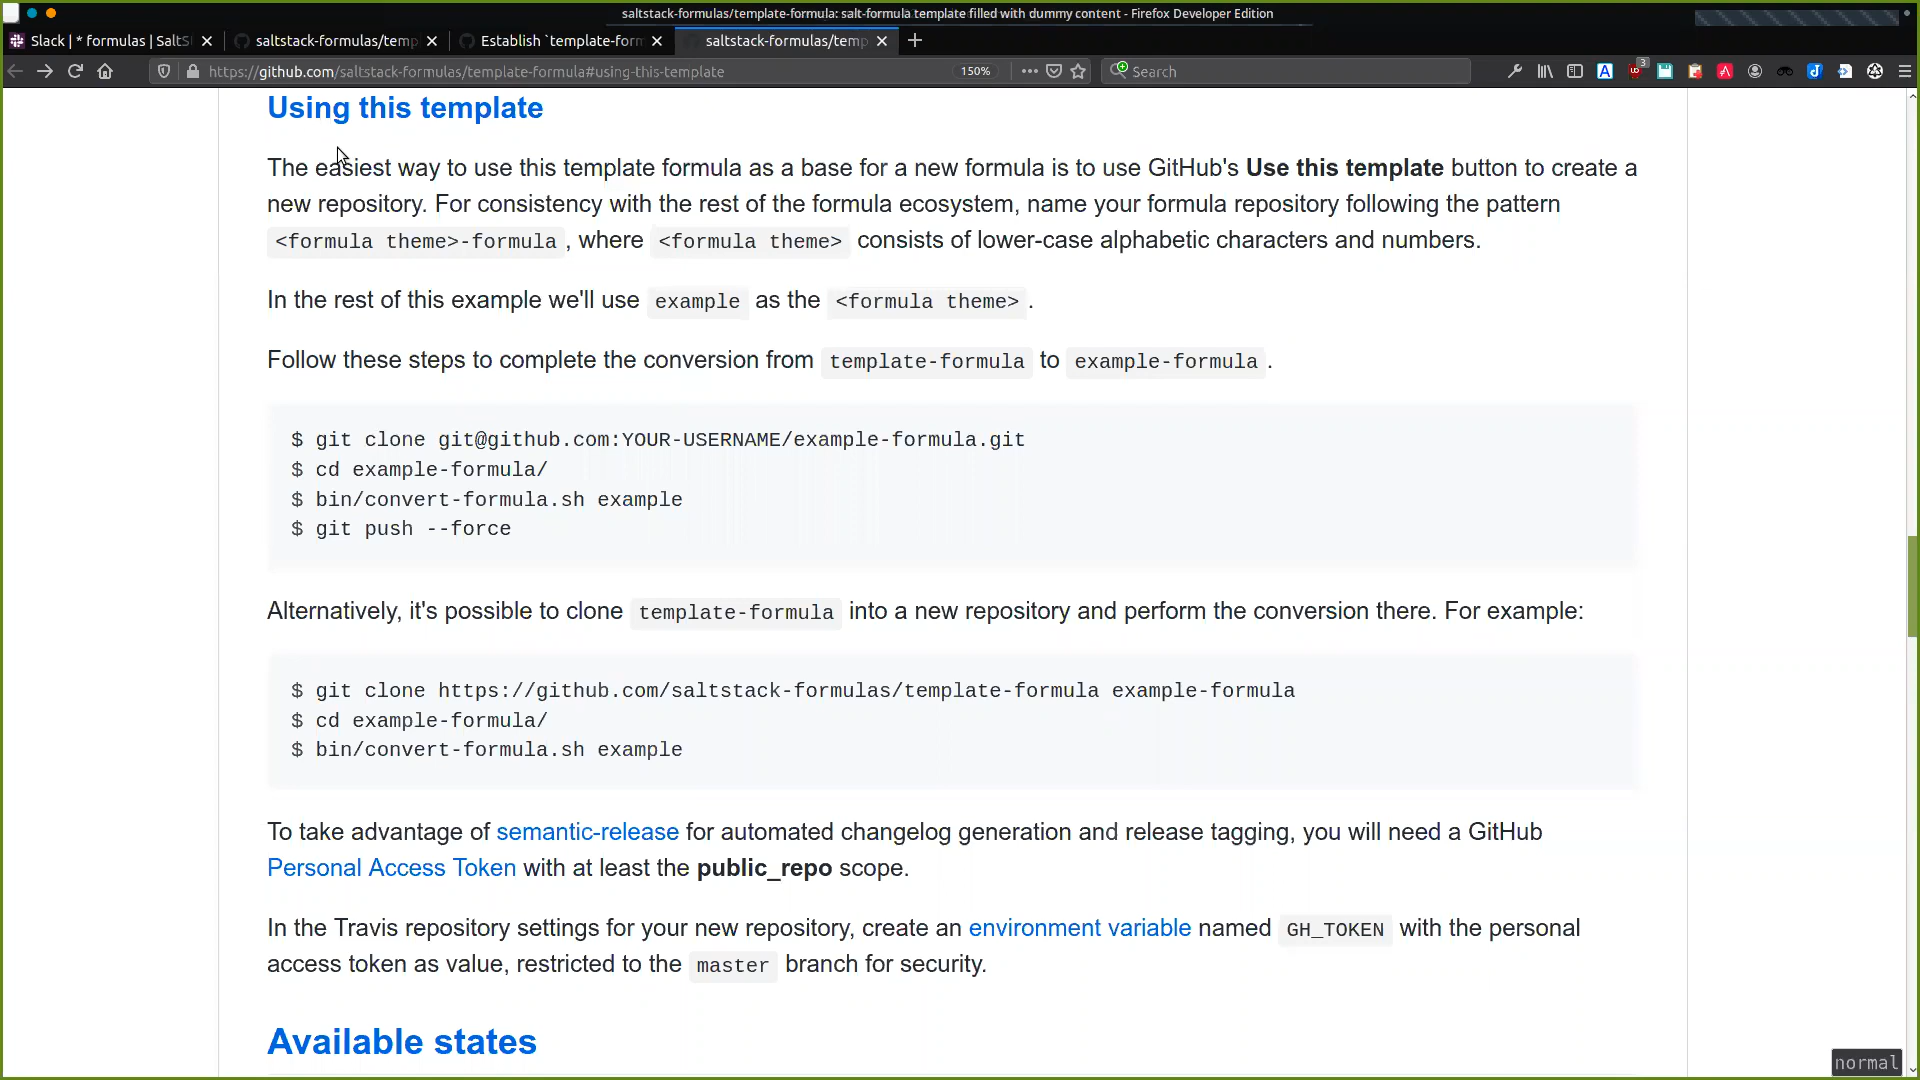 saltstack-formulas/template-formula: salt-formula template filled with dummy content - Firefox Developer Edition
Slack | * formulas | SaltS
saltstack-formulas/temp
Establish `template-forn
saltstack-formulas/temp
https://github.com/saltstack-formulas/template-formula#using-this-template
150%
Search
3
Using this template
The easiest way to use this template formula as a base for a new formula is to use GitHub's Use this template button to create a
new repository. For consistency with the rest of the formula ecosystem, name your formula repository following the pattern
<formula theme>-formula , where <formula theme> consists of lower-case alphabetic characters and numbers.
In the rest of this example we'll use example as the <formula theme> .
Follow these steps to complete the conversion from template-formula to example-formula .
$ git clone git@github.com:YOUR-USERNAME/example-formula.git
$ cd example-formula/
$ bin/convert-formula.sh example
$ git push --force
Alternatively, it's possible to clone template-formula into a new repository and perform the conversion there. For example:
$ git clone https://github.com/saltstack-formulas/template-formula example-formula
$ cd example-formula/
$ bin/convert-formula.sh example
To take advantage of semantic-release for automated changelog generation and release tagging, you will need a GitHub
Personal Access Token with at least the public_repo scope.
In the Travis repository settings for your new repository, create an environment variable named GH_TOKEN with the personal
access token as value, restricted to the master branch for security.
Available states
normal